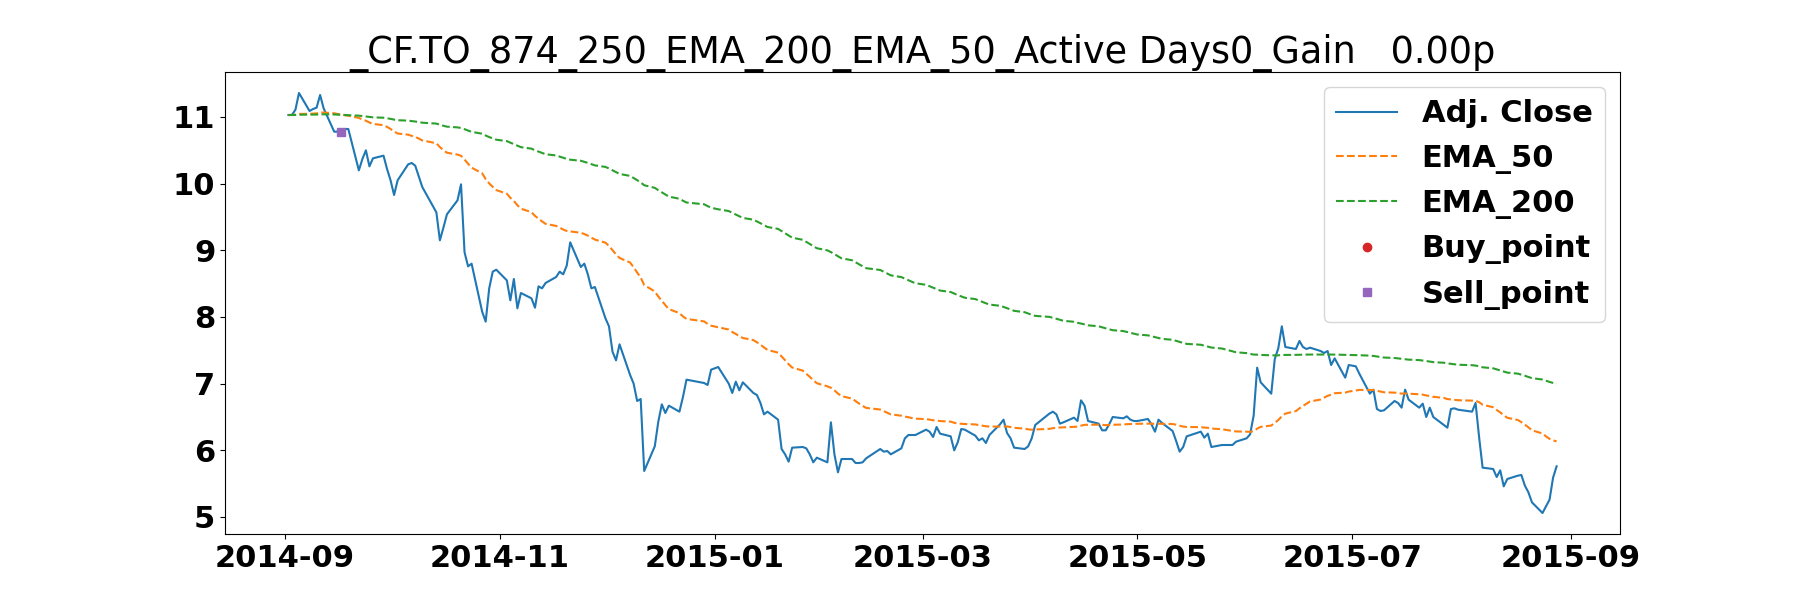 _CF.TO_874_250_EMA_200_EMA_50_Active Days0_Gain   0.00p
11
10
9
8
7
6
5
Adj. Close
EMA_50
EMA_200
Buy_point
Sell_point
2014-09 2014-11 2015-01 2015-03 2015-05 2015-07 2015-09